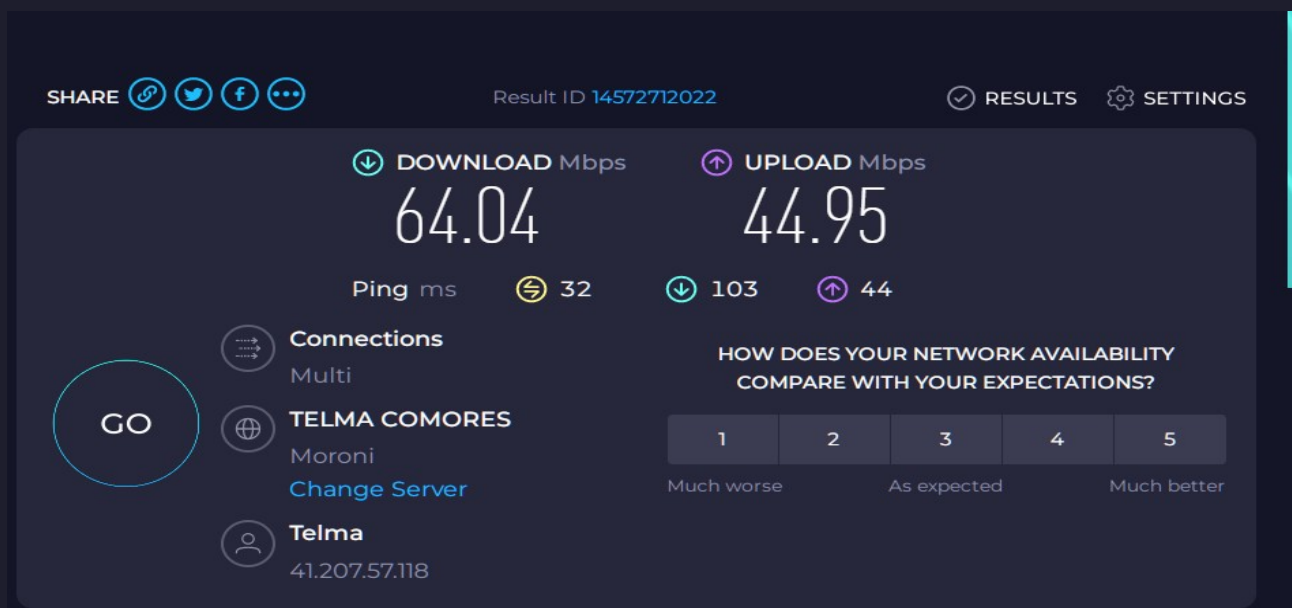 SHARE Result ID 14572712022 RESULTS SETTINGS
DOWNLOAD Mbps UPLOAD Mbps
64.04 44.95
Ping ms 32 103 44
Connections
Multi
HOW DOES YOUR NETWORK AVAILABILITY
COMPARE WITH YOUR EXPECTATIONS?
GO
TELMA COMORES
Moroni
Change Server
1 2 3 4 5
Much worse As expected Much better
Telma
41.207.57.118